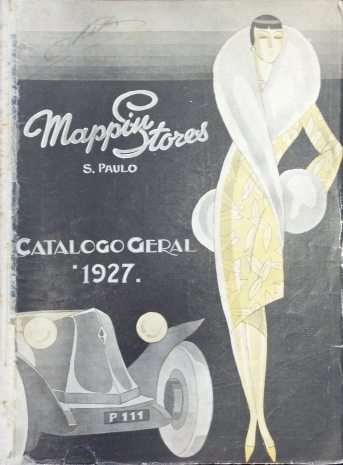 Mappin Stores
S. PAULO
CATALOGO GERAL
1927.
P 111